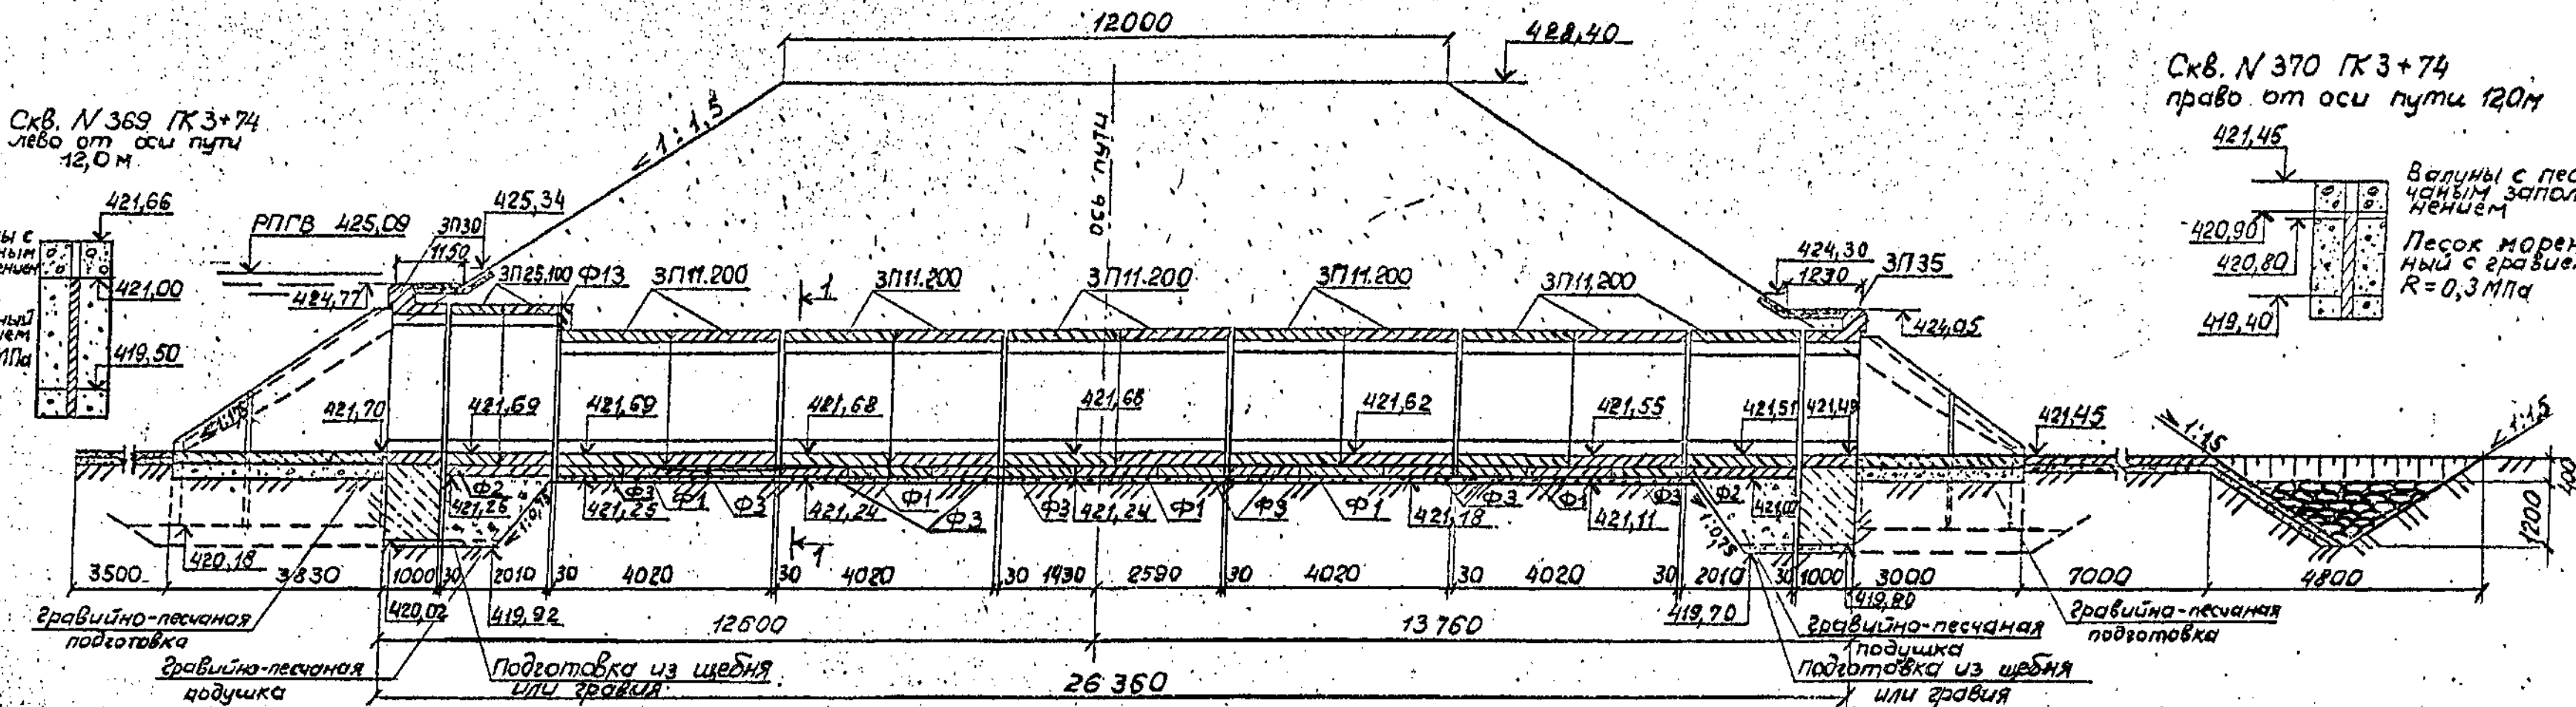 12000
428,40
Скв. N 369 ПК 3+74
лево от оси пути
12,0 м
Скв. N 370 ПК 3+74
право от оси пути 12,0м
421,66
421,00
419,50
МПа
РПГВ 425,09
ЗП30
1150
425,34
424,77
ЗП25.100
Ф13
ЗП11.200
ЗП11.200
ЗП11.200
ЗП11.200
ЗП11.200
1:1,5
ось пути
1
424,30
1230
ЗП35
424,05
421,45
420,90
420,80
419,40
Валуны с пес-
чаным запол-
нением
Песок морен-
ный с гравием
R=0,3 МПа
421,70
421,69
421,69
421,68
421,68
421,62
421,55
421,51
421,49
421,45
1:1,5
1:1,5
Ф2
421,26
421,25
Ф3
Ф1
Ф3
421,24
Ф1
Ф3
Ф3
421,24
Ф1
Ф3
Ф1
421,18
Ф3
Ф1
421,11
Ф3
Ф2
421,07
1:0,75
1200
420,18
1
3500
3830
1000
30
2010
30
4020
30
4020
30
1430
2590
30
4020
30
4020
30
2010
30
1000
3000
7000
4800
420,02
419,92
419,70
419,80
12600
13760
26360
гравийно-песчаная
подготовка
гравийно-песчаная
подушка
Подготовка из щебня
или гравия
гравийно-песчаная
подушка
подготовка из щебня
или гравия
гравийно-песчаная
подготовка